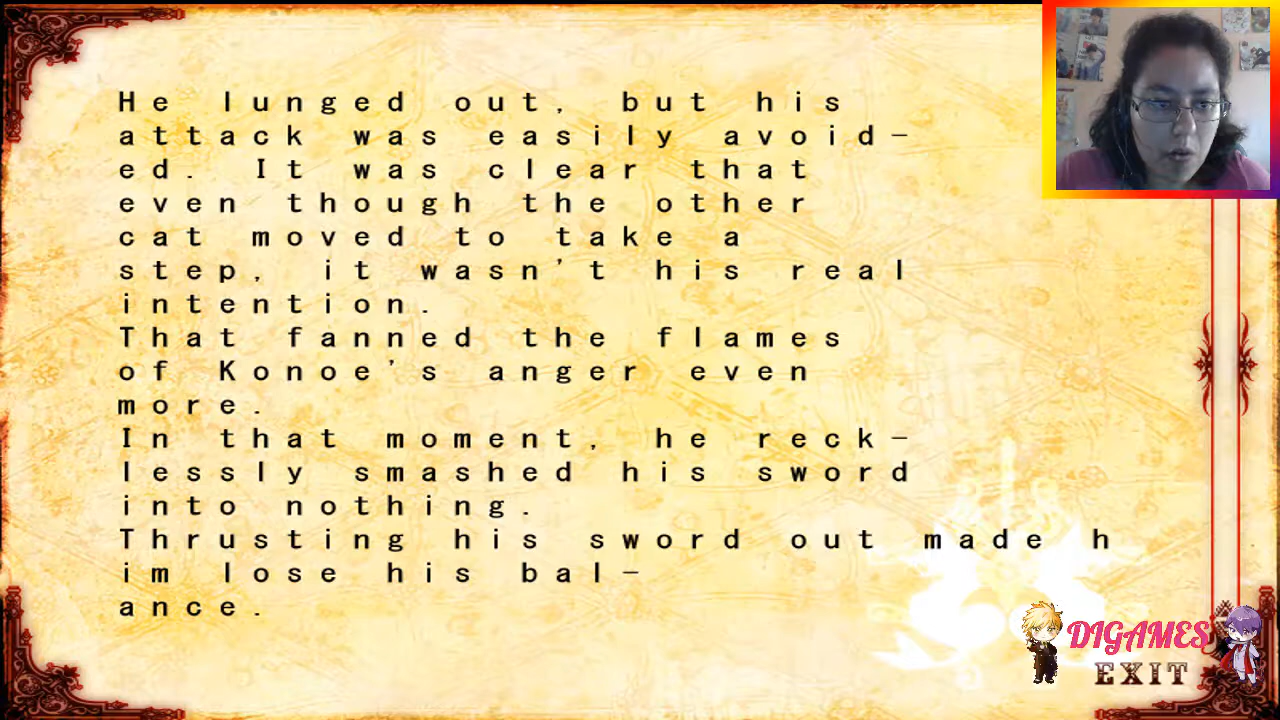 He lunged out, but his
attack was easily avoid-
ed. It was clear that
even though the other
cat moved to take a
step, it wasn't his real
intention.
That fanned the flames
of Konoe's anger even
more.
In that moment, he reck-
lessly smashed his sword
into nothing.
Thrusting his sword out made h
im lose his bal-
ance.
DIGAMES
EXIT